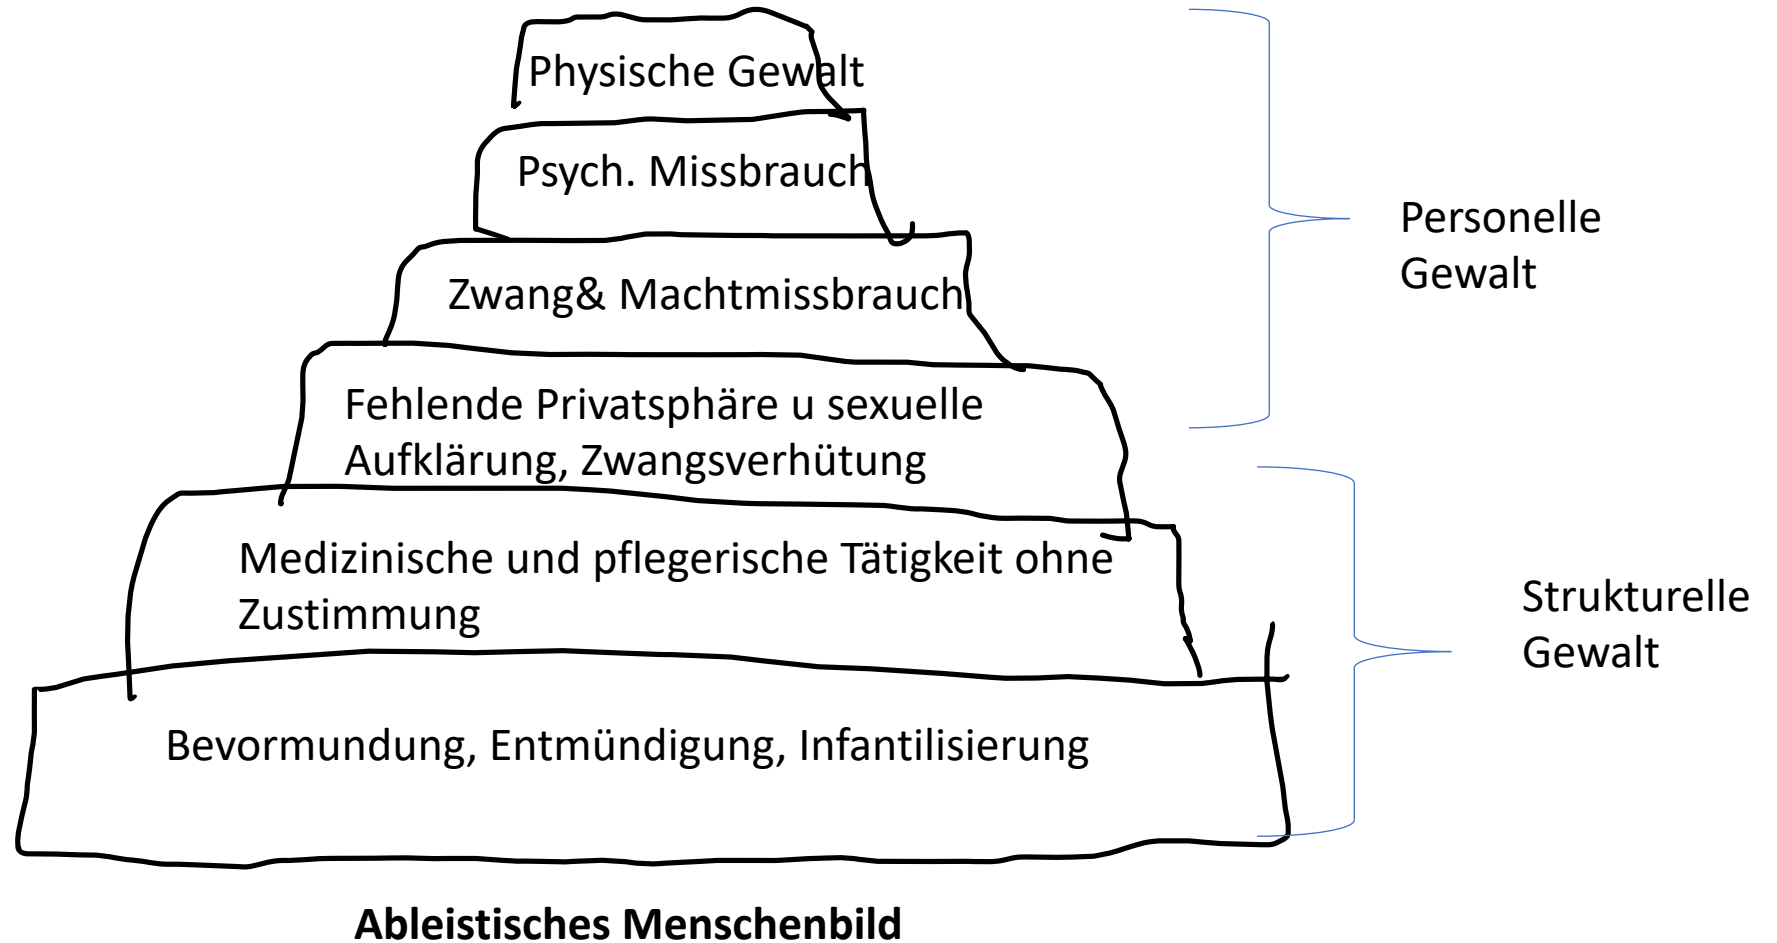 Physische Gewalt
Psych. Missbrauch
Zwang& Machtmissbrauch
Fehlende Privatsphäre u sexuelle
Aufklärung, Zwangsverhütung
Medizinische und pflegerische Tätigkeit ohne
Zustimmung
Bevormundung, Entmündigung, Infantilisierung
Ableistisches Menschenbild
Personelle
Gewalt
Strukturelle
Gewalt